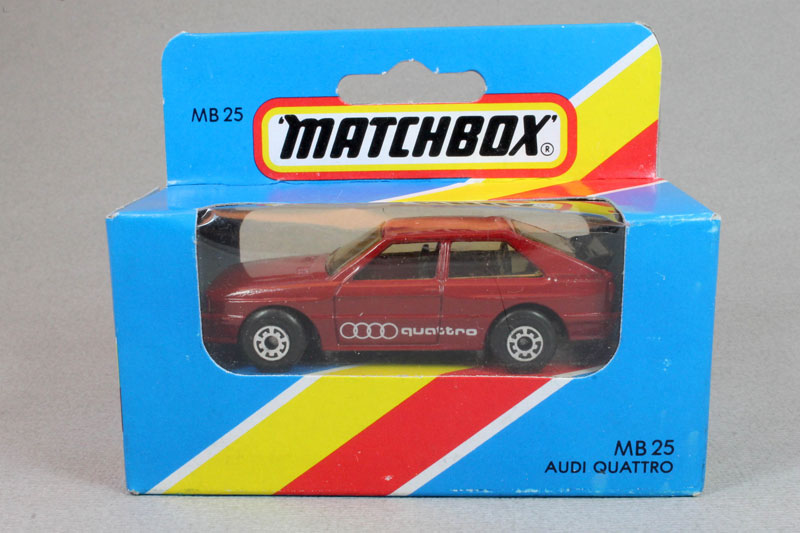 MB 25
'MATCHBOX'®
quattro
MB 25
AUDI QUATTRO